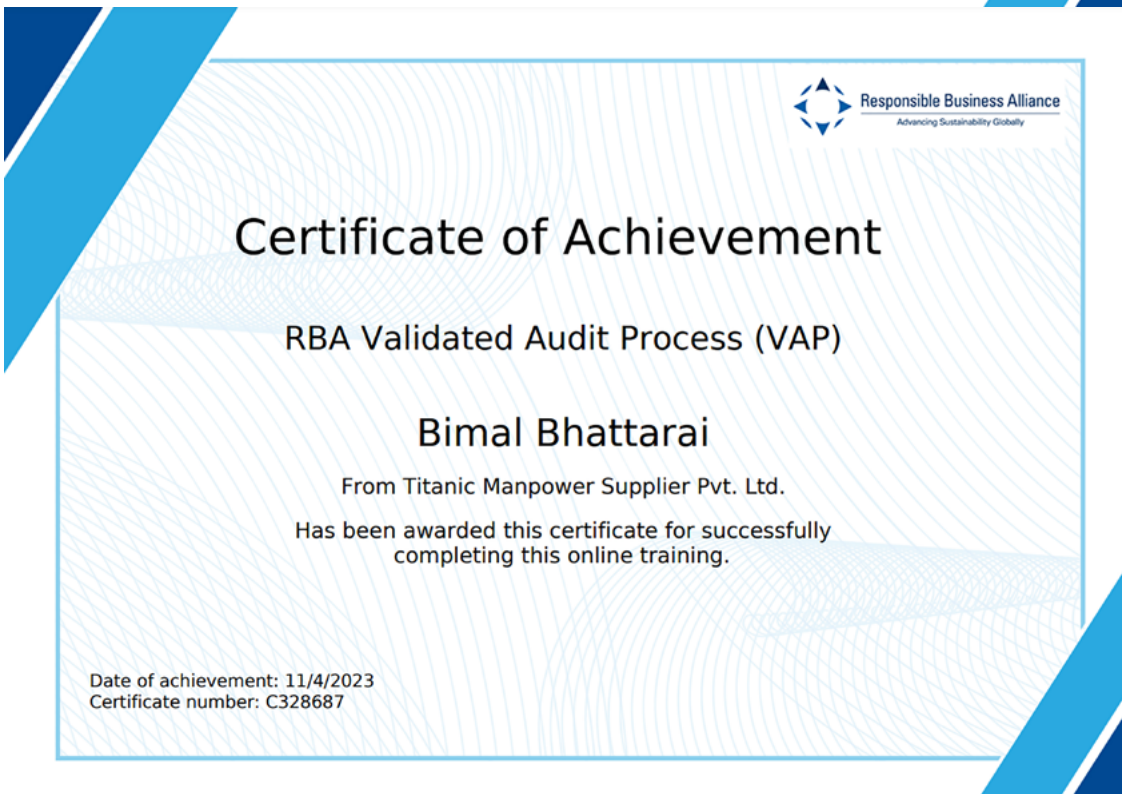 Responsible Business Alliance
Advancing Sustainability Globally
Certificate of Achievement
RBA Validated Audit Process (VAP)
Bimal Bhattarai
From Titanic Manpower Supplier Pvt. Ltd.
Has been awarded this certificate for successfully
completing this online training.
Date of achievement: 11/4/2023
Certificate number: C328687